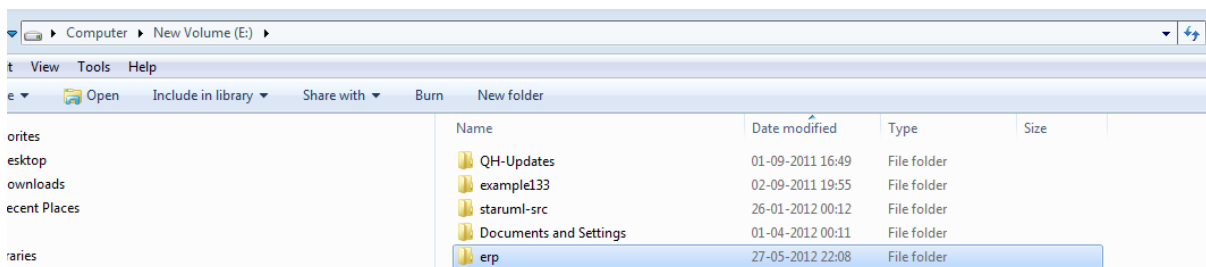 Computer New Volume (E:)
t View Tools Help
e Open Include in library Share with Burn New folder
Name Date modified Type Size
orites
esktop
ownloads
ecent Places
raries
QH-Updates 01-09-2011 16:49 File folder
example133 02-09-2011 19:55 File folder
staruml-src 26-01-2012 00:12 File folder
Documents and Settings 01-04-2012 00:11 File folder
erp 27-05-2012 22:08 File folder